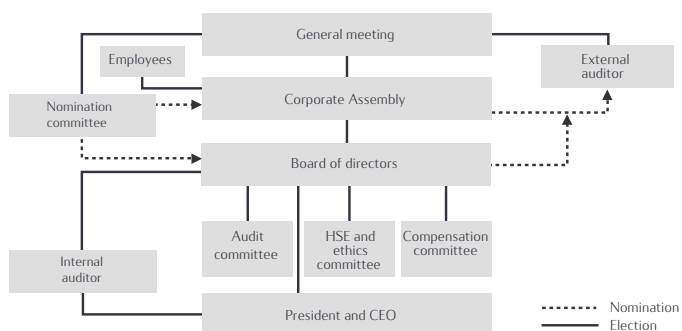 General meeting
Employees
External
auditor
Corporate Assembly
Nomination
committee
Board of directors
Audit
committee
HSE and
ethics
committee
Compensation
committee
Internal
auditor
President and CEO
Nomination
Election